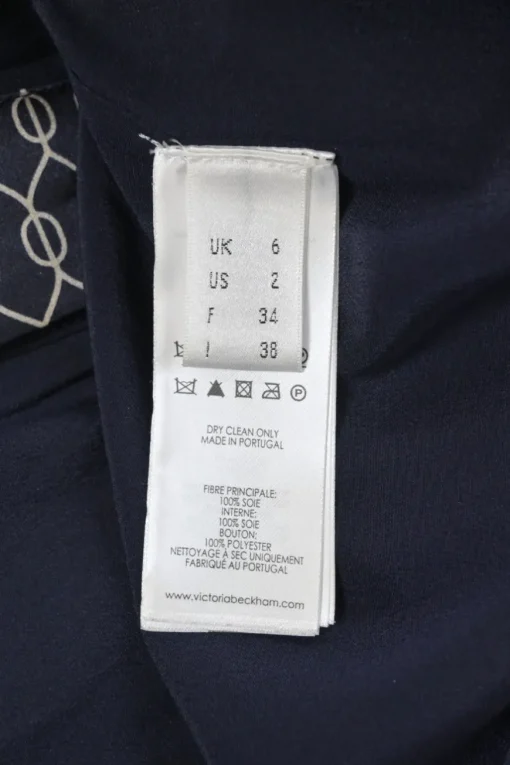 UK 6
US 2
F 34
I 38
P
DRY CLEAN ONLY
MADE IN PORTUGAL
FIBRE PRINCIPALE:
100% SOIE
INTERNE:
100% SOIE
BOUTON:
100% POLYESTER
NETTOYAGE À SEC UNIQUEMENT
FABRIQUÉ AU PORTUGAL
www.victoriabeckham.com